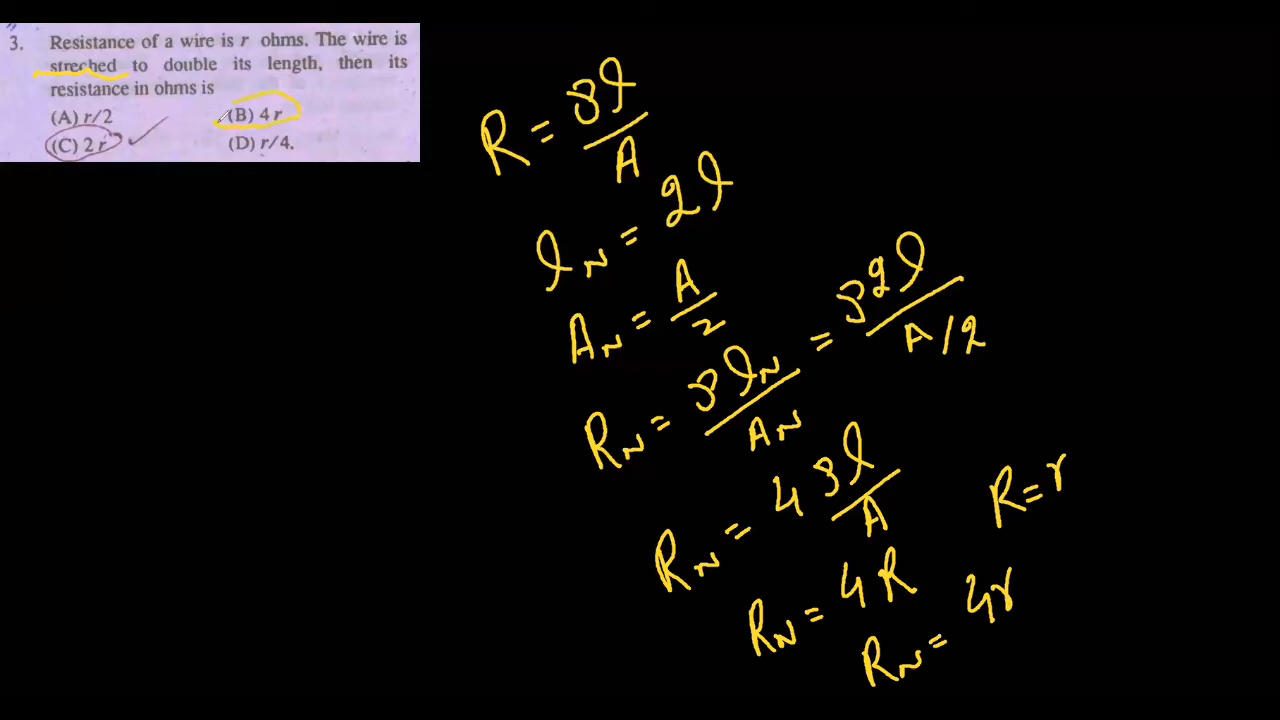 3. Resistance of a wire is r ohms. The wire is
streched to double its length, then its
resistance in ohms is
(A) r/2 (B) 4 r
(C) 2 r (D) r/4.
R = ρl/A
l_N = 2l
A_N = A/2
R_N = ρl_N/A_N = ρ2l/A/2
R_N = 4 ρl/A
R = r
R_N = 4R
R_N = 4r